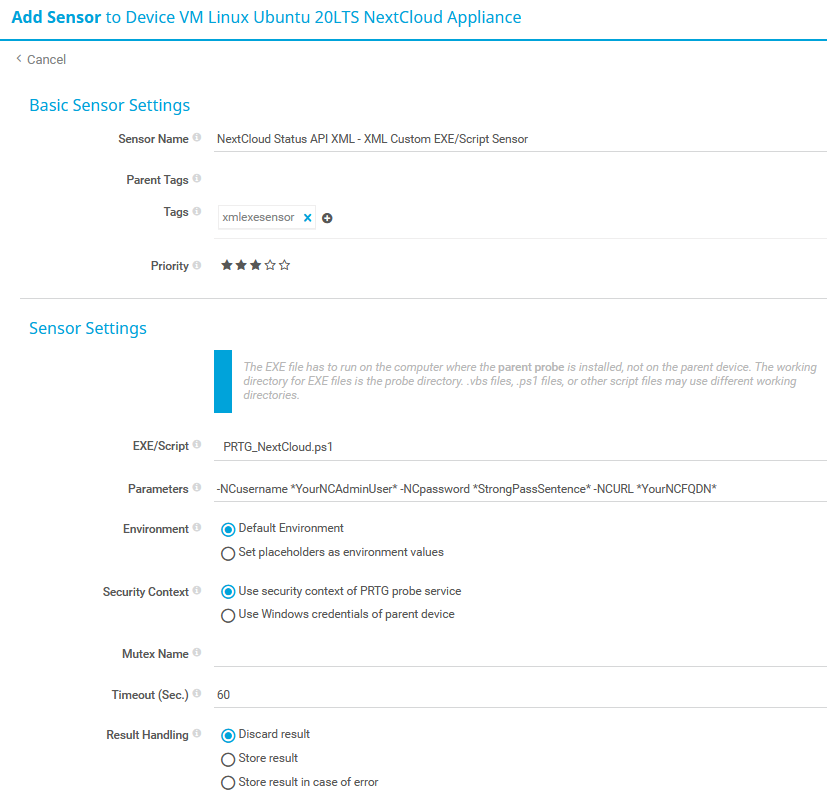 Add Sensor to Device VM Linux Ubuntu 20LTS NextCloud Appliance
Cancel
Basic Sensor Settings
Sensor Name NextCloud Status API XML - XML Custom EXE/Script Sensor
Parent Tags
Tags xmlexesensor
Priority
Sensor Settings
The EXE file has to run on the computer where the parent probe is installed, not on the parent device. The working
directory for EXE files is the probe directory. .vbs files, .ps1 files, or other script files may use different working
directories.
EXE/Script PRTG_NextCloud.ps1
Parameters -NCusername *YourNCAdminUser* -NCpassword *StrongPassSentence* -NCURL *YourNCFQDN*
Environment Default Environment
Set placeholders as environment values
Security Context Use security context of PRTG probe service
Use Windows credentials of parent device
Mutex Name
Timeout (Sec.) 60
Result Handling Discard result
Store result
Store result in case of error